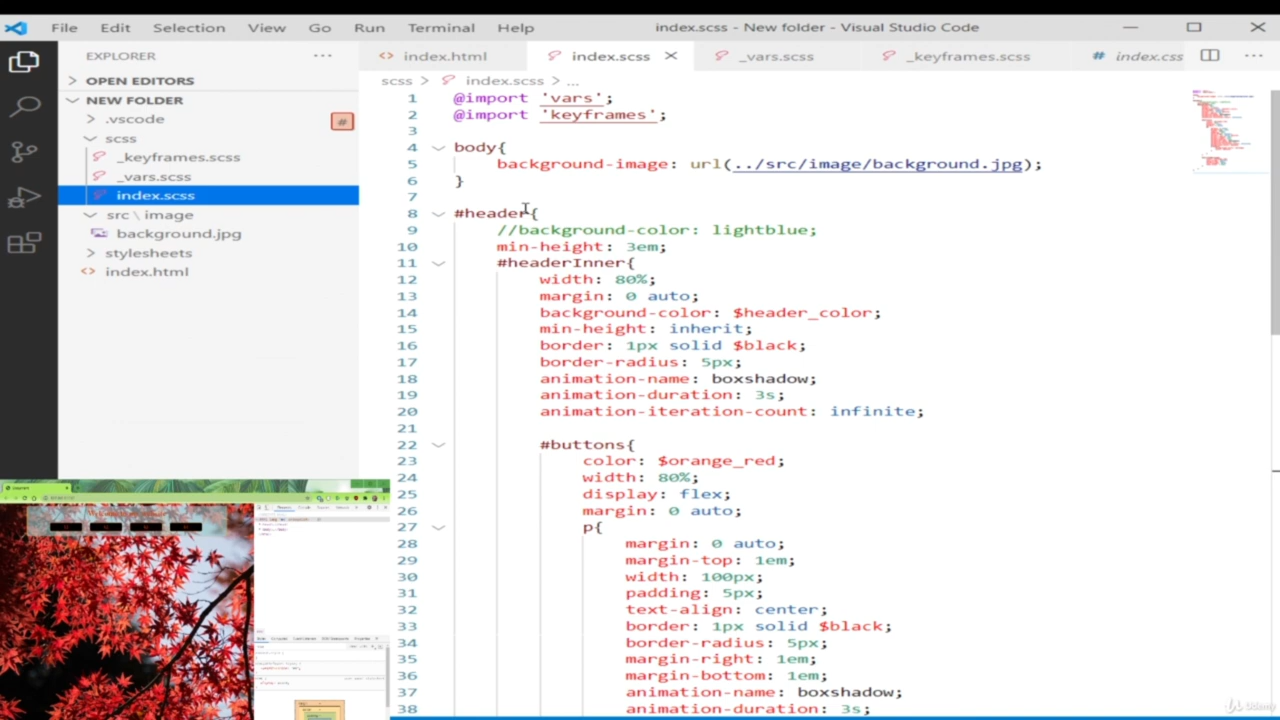 File Edit Selection View Go Run Terminal Help index.scss - New folder - Visual Studio Code
EXPLORER
OPEN EDITORS
NEW FOLDER
.vscode
scss
_keyframes.scss
_vars.scss
index.scss
src \ image
background.jpg
stylesheets
index.html
index.html index.scss _vars.scss _keyframes.scss index.css
scss > index.scss > ...
1 @import 'vars';
2 @import 'keyframes';
3
4 body{
5 background-image: url(../src/image/background.jpg);
6 }
7
8 #header{
9 //background-color: lightblue;
10 min-height: 3em;
11 #headerInner{
12 width: 80%;
13 margin: 0 auto;
14 background-color: $header_color;
15 min-height: inherit;
16 border: 1px solid $black;
17 border-radius: 5px;
18 animation-name: boxshadow;
19 animation-duration: 3s;
20 animation-iteration-count: infinite;
21
22 #buttons{
23 color: $orange_red;
24 width: 80%;
25 display: flex;
26 margin: 0 auto;
27 p{
28 margin: 0 auto;
29 margin-top: 1em;
30 width: 100px;
31 padding: 5px;
32 text-align: center;
33 border: 1px solid $black;
34 border-radius: 5px;
35 margin-right: 1em;
36 margin-bottom: 1em;
37 animation-name: boxshadow;
38 animation-duration: 3s;
Udemy